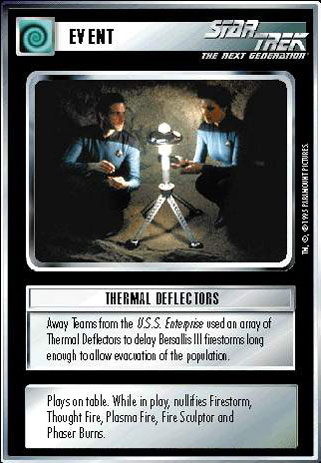 EVENT
STAR TREK
THE NEXT GENERATION
TM, ®, © 1995 PARAMOUNT PICTURES.
THERMAL DEFLECTORS
Away Teams from the U.S.S. Enterprise used an array of
Thermal Deflectors to delay Bersallis III firestorms long
enough to allow evacuation of the population.
Plays on table. While in play, nullifies Firestorm,
Thought Fire, Plasma Fire, Fire Sculptor and
Phaser Burns.